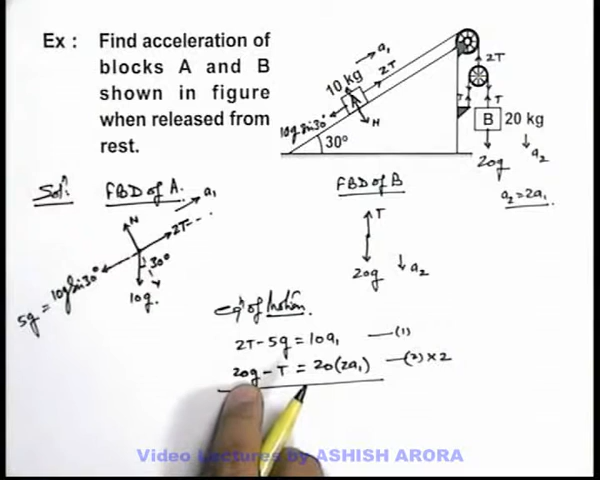 Ex : Find acceleration of
blocks A and B
shown in figure
when released from
rest.
a₁
2T
10 kg
A
10g sin30°
N
30°
2T
T
T
B 20 kg
20g
a₂
a₂ = 2a₁
Solⁿ. FBD of A.
a₁
N
2T
30°
10g
5g = 10g sin30°
FBD of B
T
20g
a₂
eqⁿ of Motion.
2T - 5g = 10a₁ —(1)
20g - T = 20(2a₁) —(2) × 2
Video Lectures by ASHISH ARORA